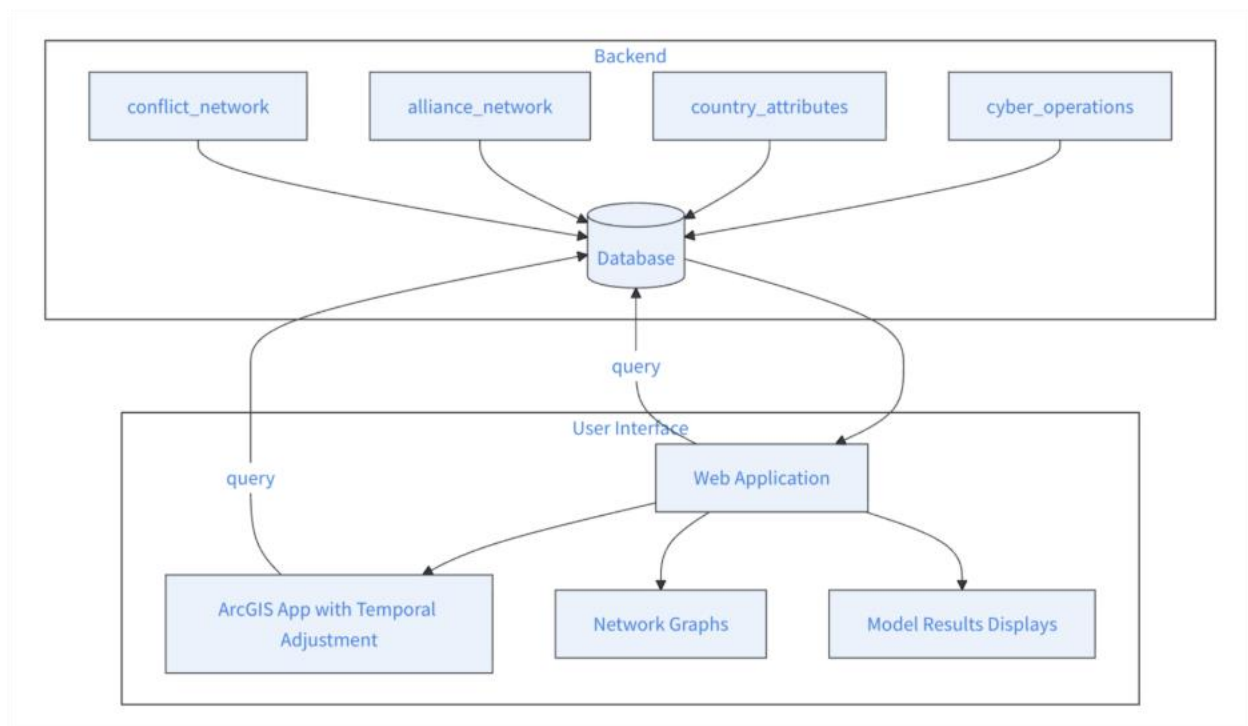 Backend
conflict_network
alliance_network
country_attributes
cyber_operations
Database
query
User Interface
Web Application
query
ArcGIS App with Temporal
Adjustment
Network Graphs
Model Results Displays